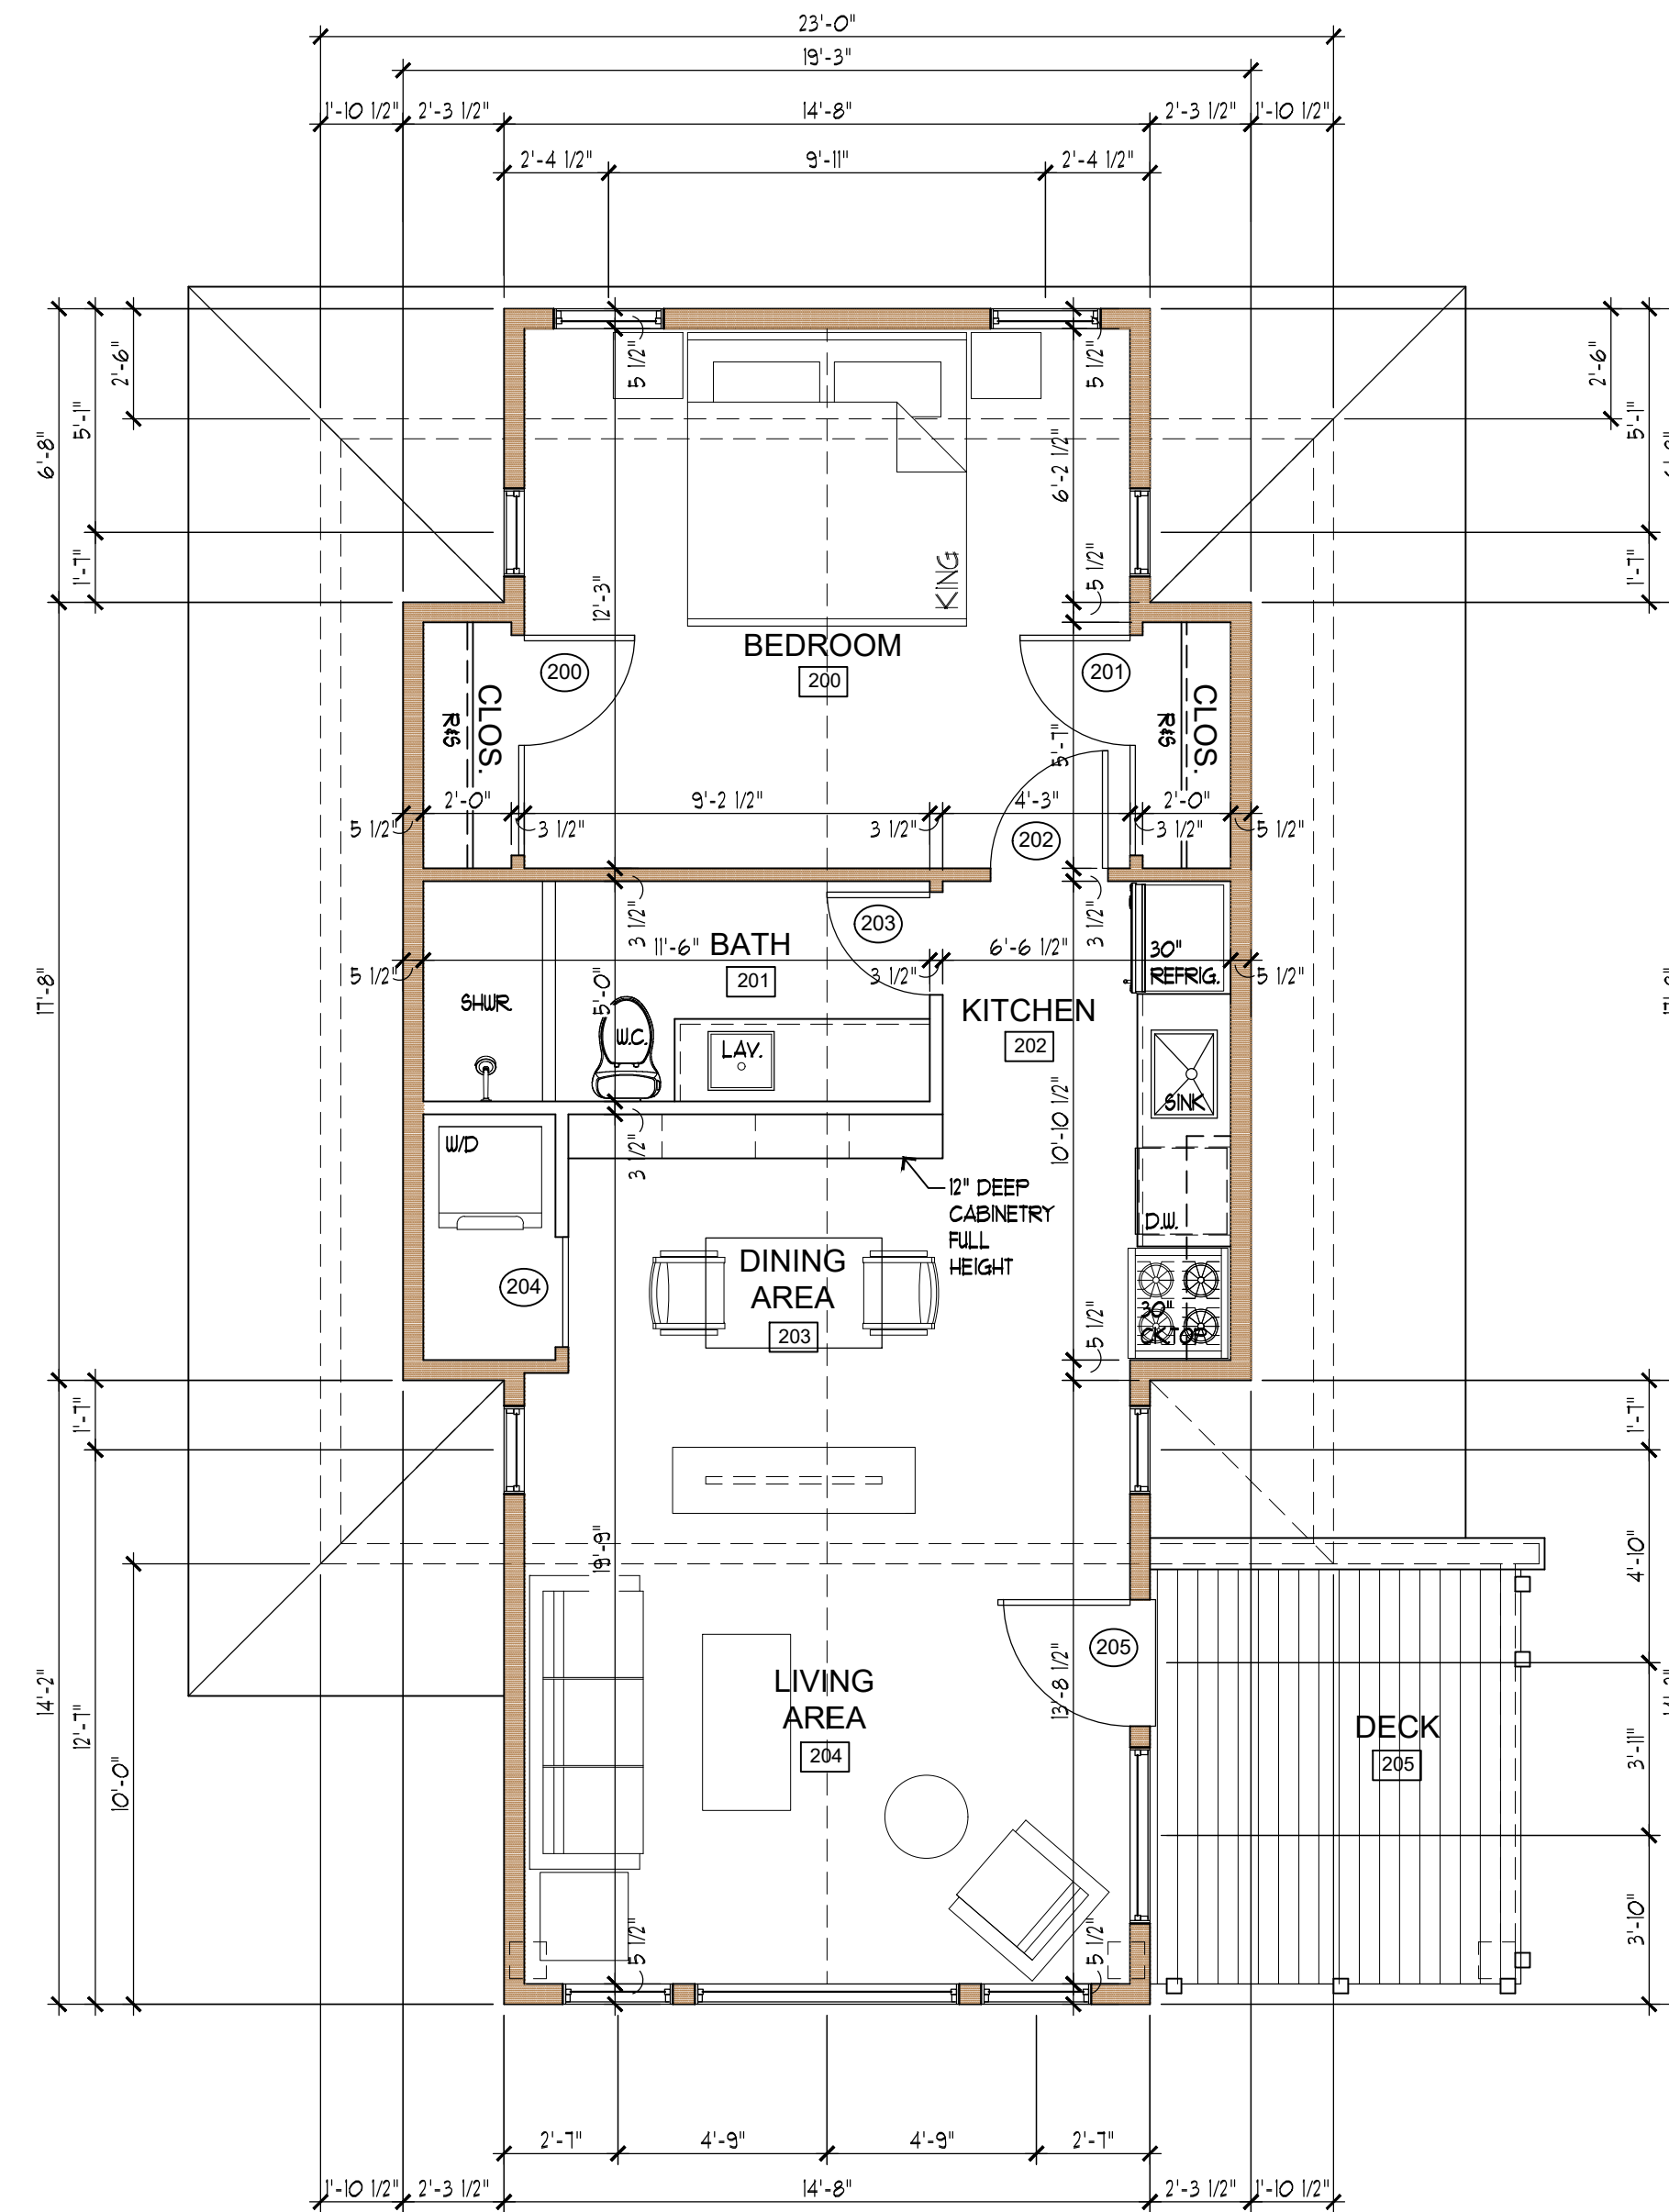 23'-0"
19'-3"
1'-10 1/2" 2'-3 1/2" 14'-8" 2'-3 1/2" 1'-10 1/2"
2'-4 1/2" 9'-11" 2'-4 1/2"
5 1/2" 5 1/2"
2'-6" 2'-6"
5'-1" 5'-1"
6'-8"
6'-2 1/2"
1'-7" 1'-7"
5 1/2"
12'-3"
KING
BEDROOM
200
200 201
CLOS. CLOS.
R&S R&S
5'-7"
2'-0" 9'-2 1/2" 4'-3" 2'-0"
5 1/2" 3 1/2" 3 1/2" 3 1/2" 5 1/2"
202
203
3 1/2" 3 1/2"
BATH
201
11'-6" 6'-6 1/2"
5 1/2" 3 1/2" 5 1/2"
30"
REFRIG.
17'-8"
SHWR.
5'-0"
W.C.
LAV.
KITCHEN
202
10'-10 1/2"
SINK
W/D
3 1/2"
12" DEEP
CABINETRY
FULL
HEIGHT
D.W.
DINING
AREA
203
204
30"
CK.TOP
5 1/2"
1'-7" 1'-7"
19'-9"
4'-10"
205
13'-8 1/2"
LIVING
AREA
204
14'-2"
12'-7"
10'-0"
DECK
205
3'-11"
3'-10"
5 1/2" 5 1/2"
2'-7" 4'-9" 4'-9" 2'-7"
1'-10 1/2" 2'-3 1/2" 14'-8" 2'-3 1/2" 1'-10 1/2"